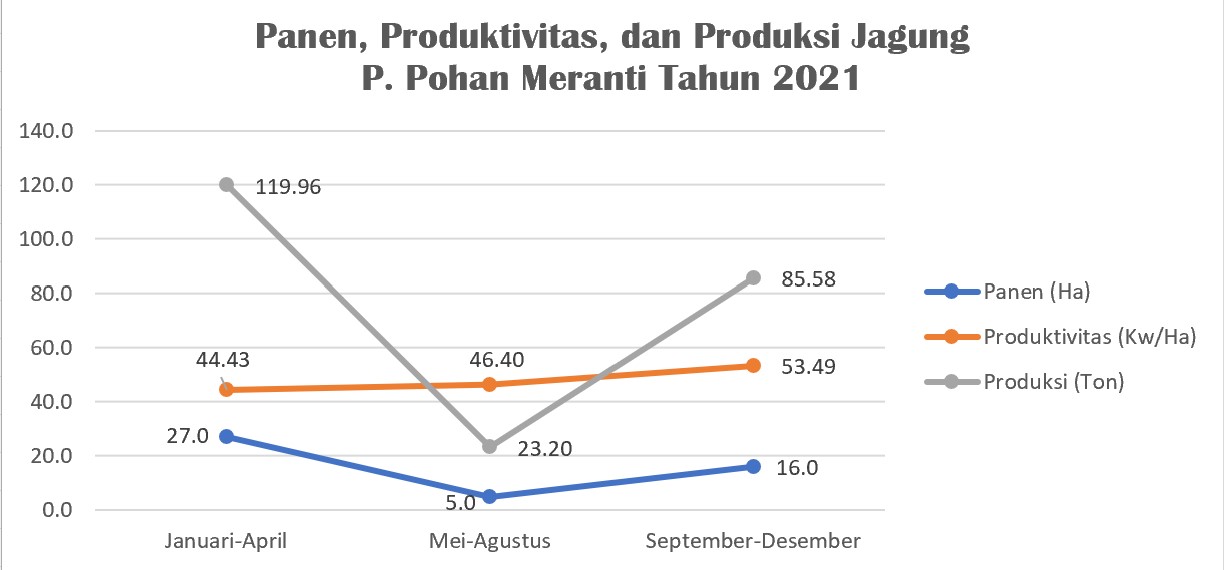 Panen, Produktivitas, dan Produksi Jagung
P. Pohan Meranti Tahun 2021
140.0
120.0
119.96
100.0
80.0
85.58
Panen (Ha)
60.0
44.43
46.40
53.49
Produktivitas (Kw/Ha)
40.0
Produksi (Ton)
27.0
20.0
23.20
16.0
5.0
0.0
Januari-April
Mei-Agustus
September-Desember